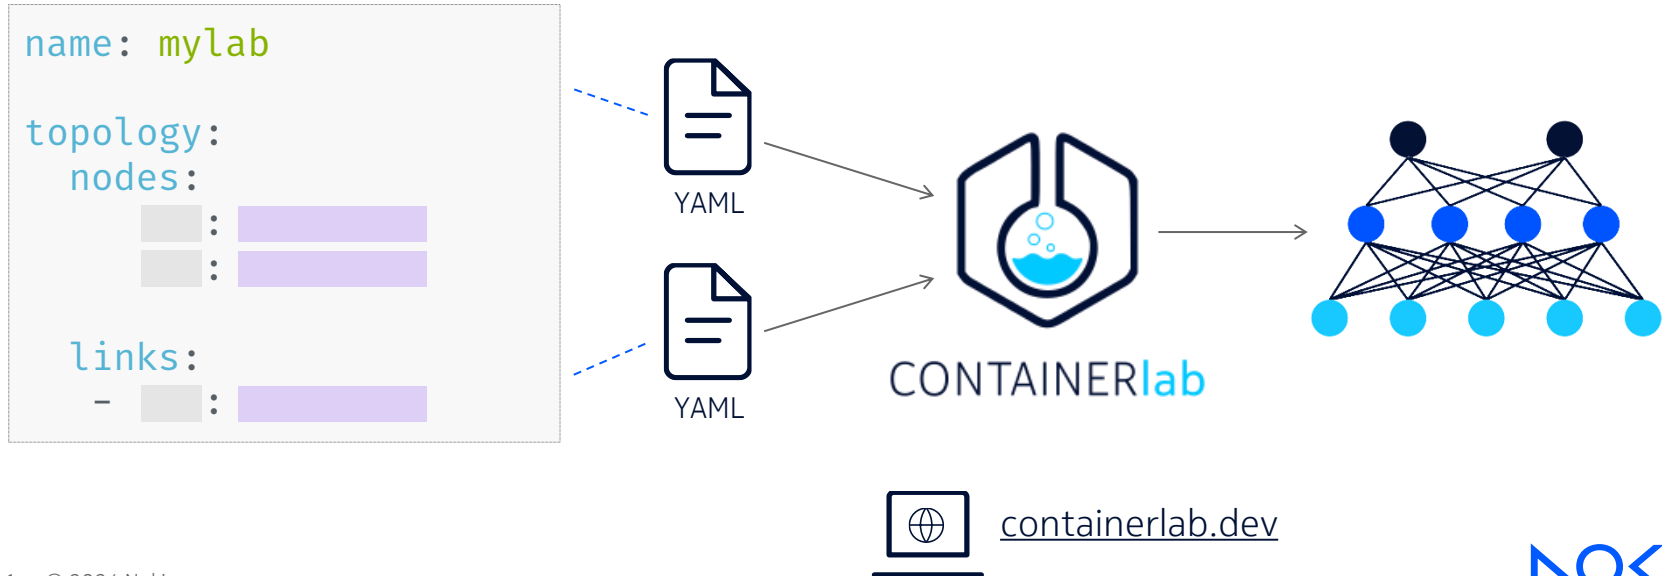 name: mylab
topology:
nodes:
:
:
links:
- :
YAML
YAML
CONTAINERlab
containerlab.dev